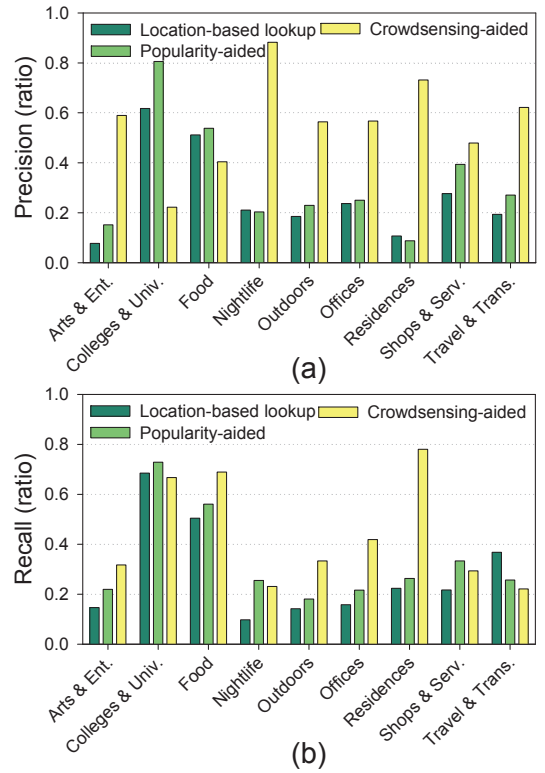 1.0
0.8
0.6
0.4
0.2
0.0
Precision (ratio)
Location-based lookup
Popularity-aided
Crowdsensing-aided
Arts & Ent.
Colleges & Univ.
Food
Nightlife
Outdoors
Offices
Residences
Shops & Serv.
Travel & Trans.
(a)
1.0
0.8
0.6
0.4
0.2
0.0
Recall (ratio)
Location-based lookup
Popularity-aided
Crowdsensing-aided
Arts & Ent.
Colleges & Univ.
Food
Nightlife
Outdoors
Offices
Residences
Shops & Serv.
Travel & Trans.
(b)